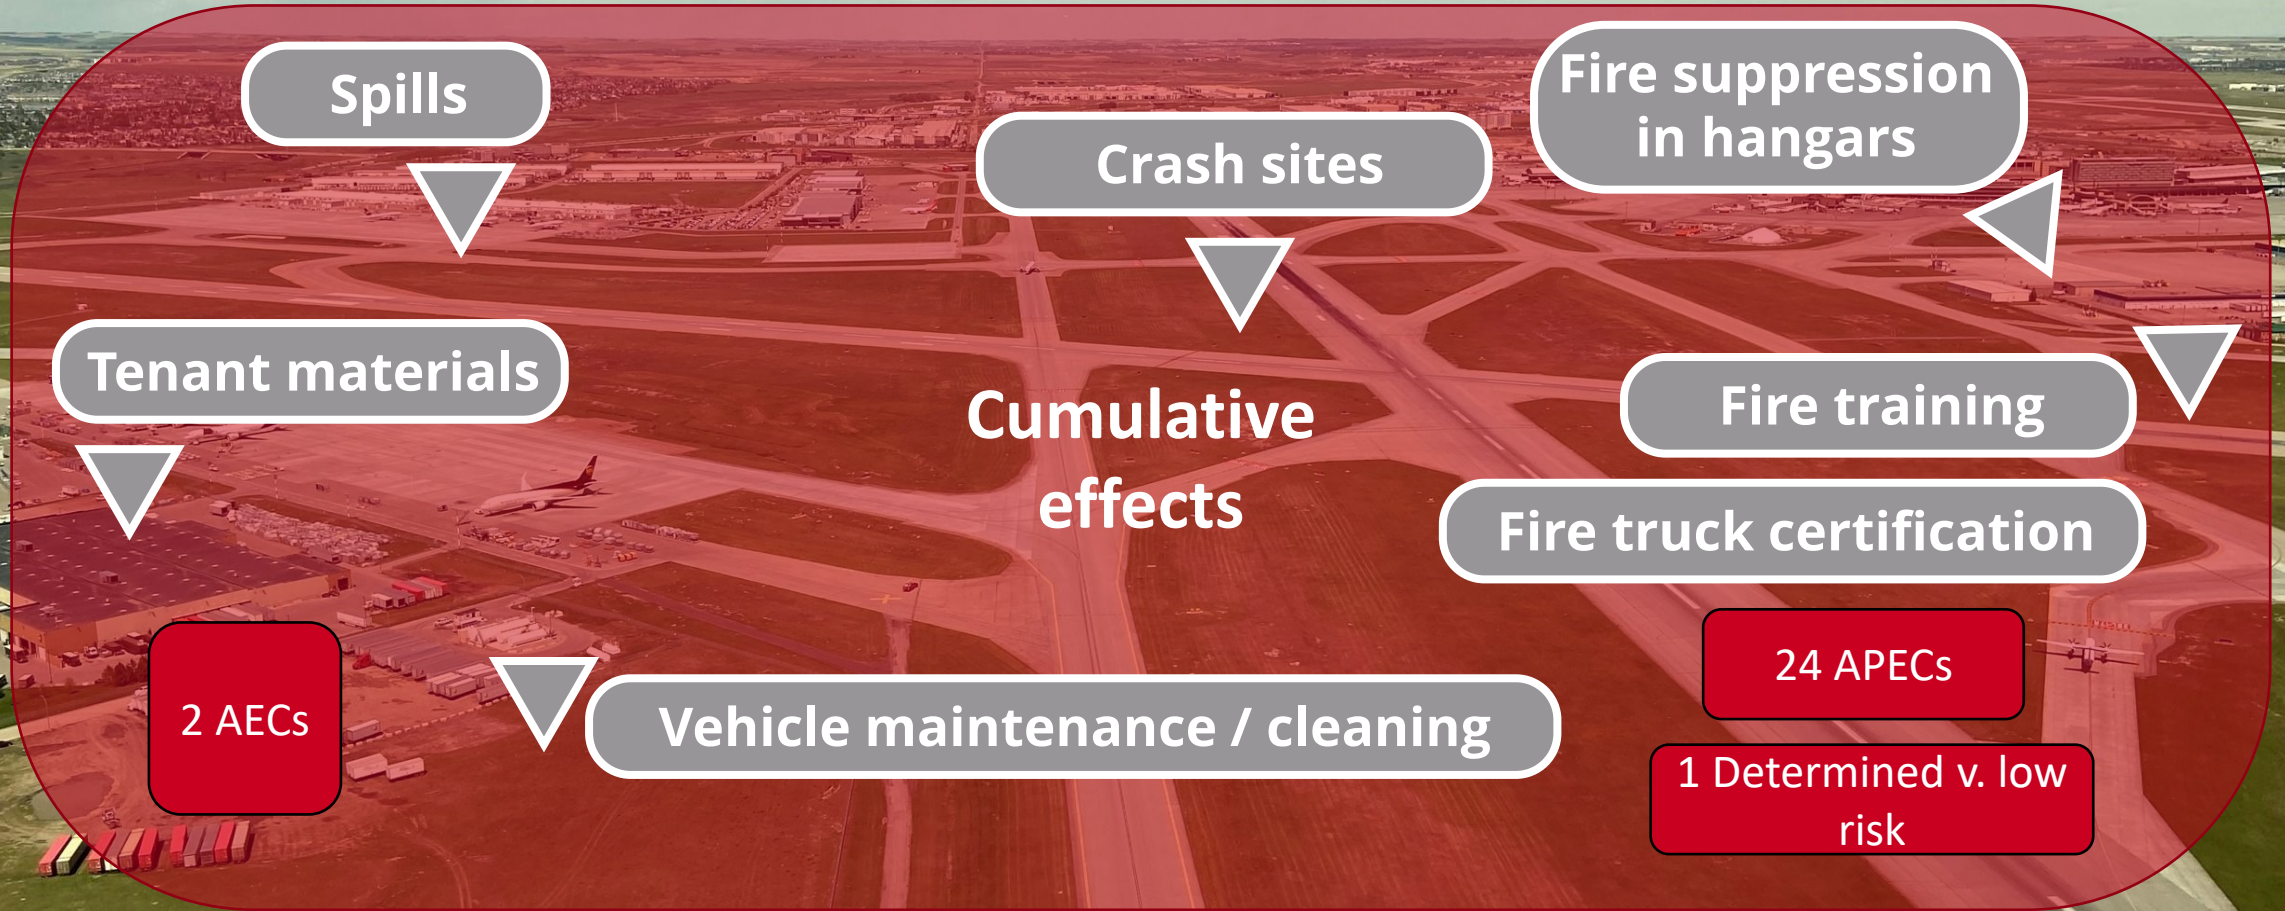 Spills
Fire suppression
in hangars
Crash sites
Tenant materials
Cumulative
effects
Fire training
Fire truck certification
2 AECs
24 APECs
Vehicle maintenance / cleaning
1 Determined v. low
risk